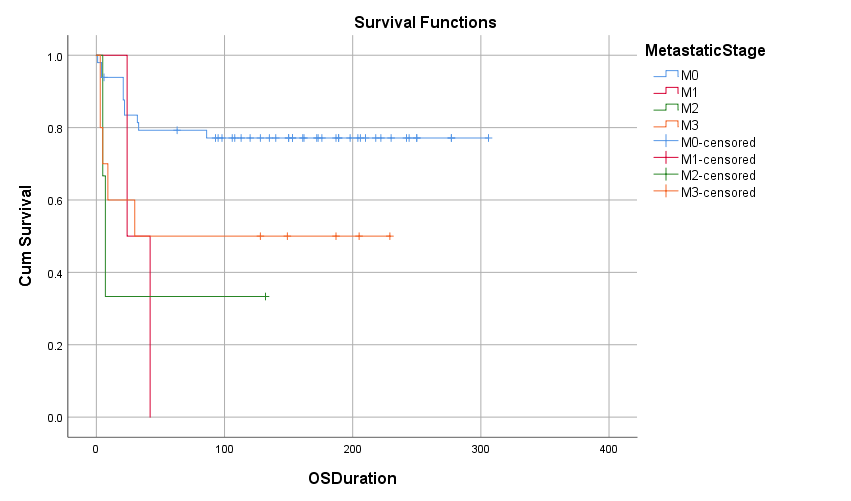 Survival Functions
MetastaticStage
M0
M1
M2
M3
M0-censored
M1-censored
M2-censored
M3-censored
Cum Survival
1.0
0.8
0.6
0.4
0.2
0.0
0 100 200 300 400
OSDuration